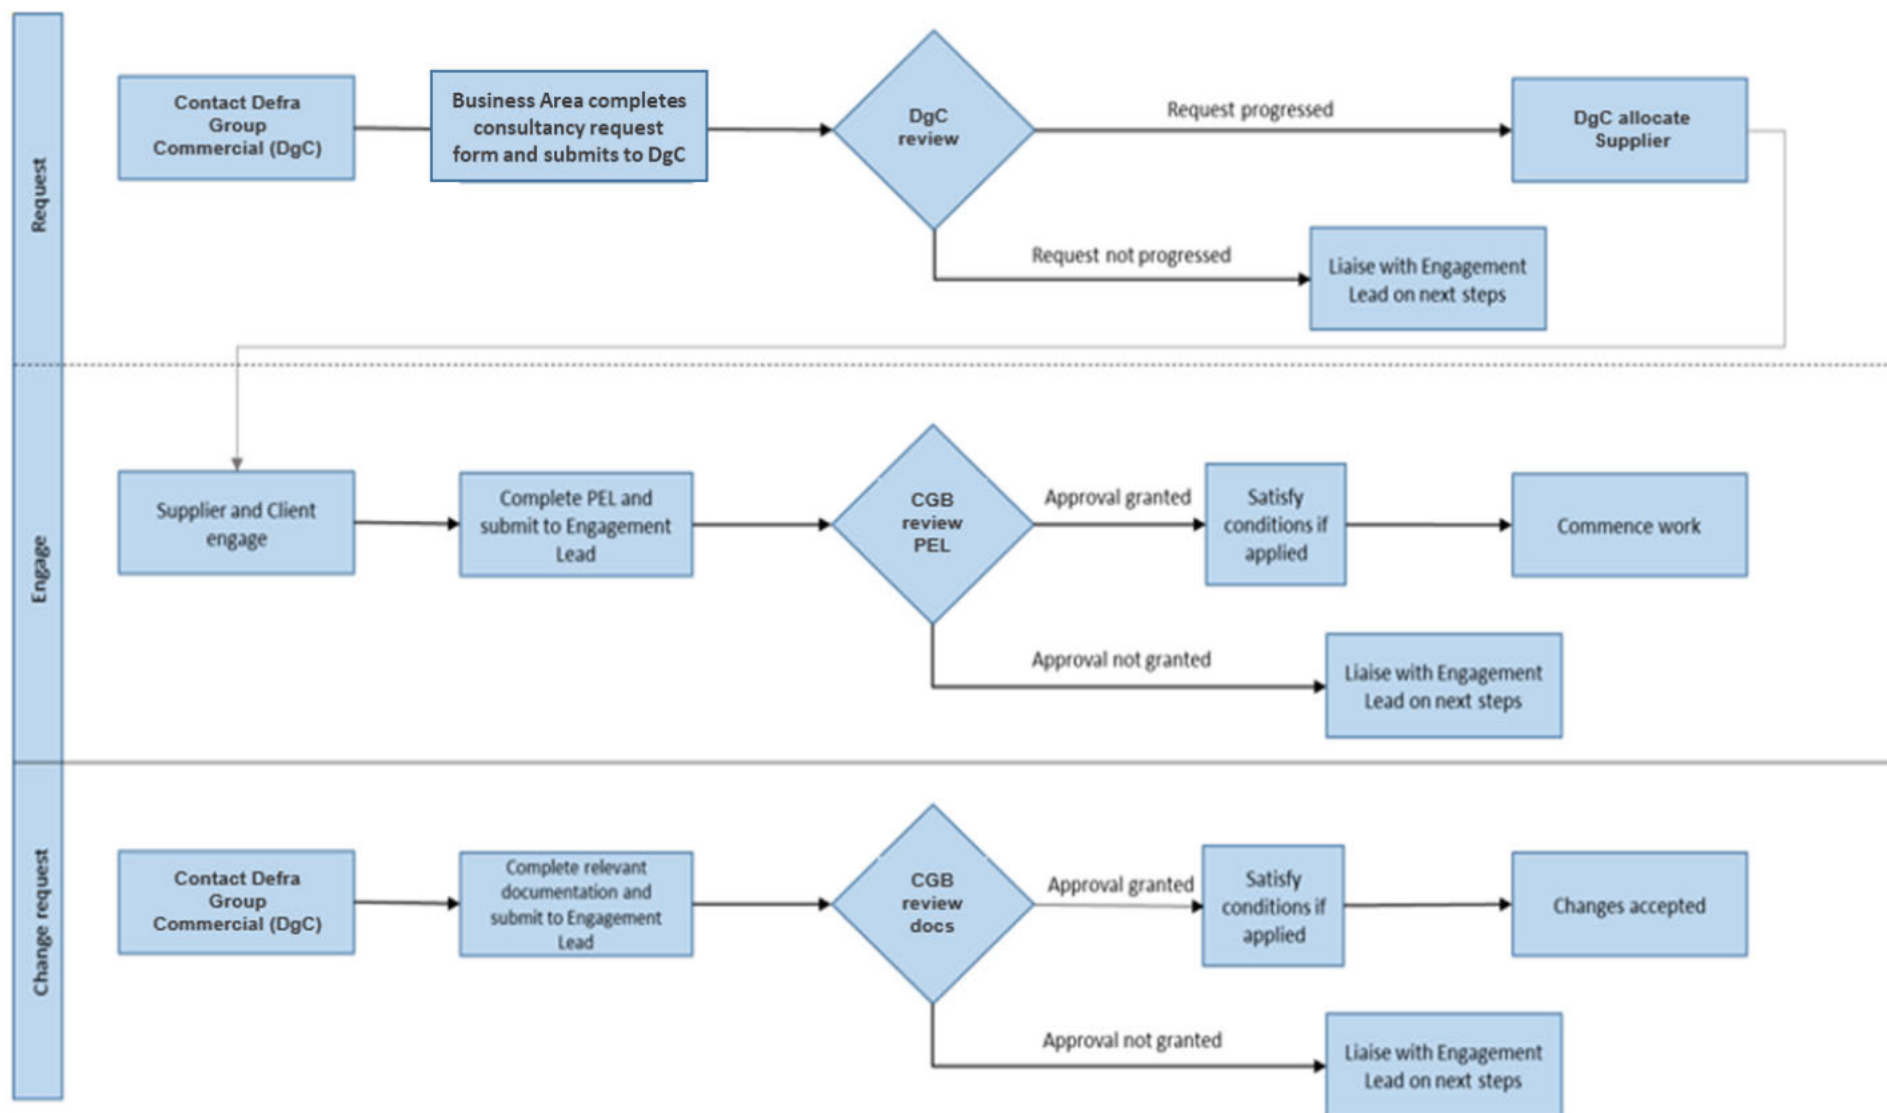 Request
Contact Defra
Group
Commercial (DgC)
Business Area completes
consultancy request
form and submits to DgC
DgC
review
Request progressed
DgC allocate
Supplier
Request not progressed
Liaise with Engagement
Lead on next steps
Engage
Supplier and Client
engage
Complete PEL and
submit to Engagement
Lead
CGB
review
PEL
Approval granted
Satisfy
conditions if
applied
Commence work
Approval not granted
Liaise with Engagement
Lead on next steps
Change request
Contact Defra
Group
Commercial (DgC)
Complete relevant
documentation and
submit to Engagement
Lead
CGB
review
docs
Approval granted
Satisfy
conditions if
applied
Changes accepted
Approval not granted
Liaise with Engagement
Lead on next steps